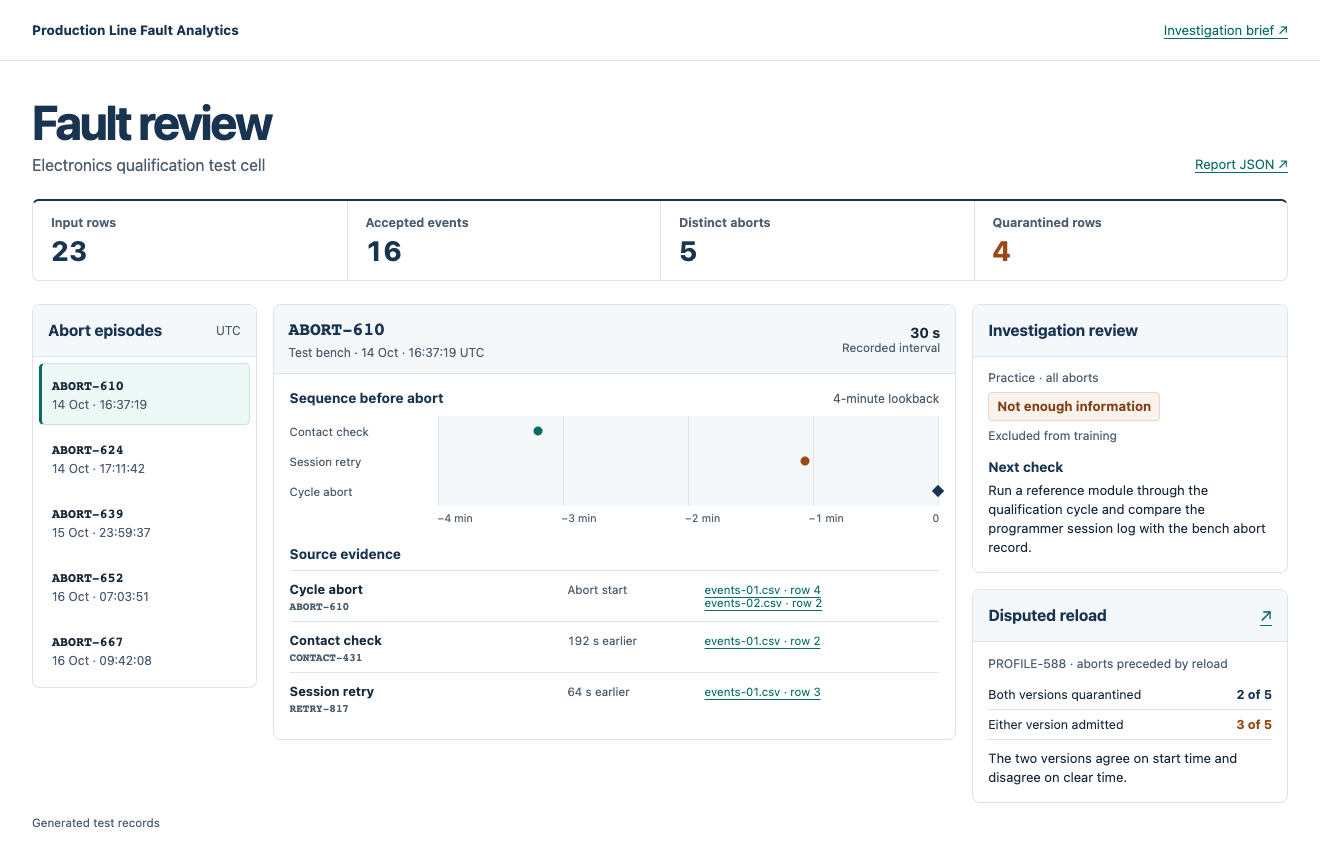 Production Line Fault Analytics
Investigation brief ↗
Fault review
Electronics qualification test cell
Report JSON ↗
Input rows
23
Accepted events
16
Distinct aborts
5
Quarantined rows
4
Abort episodes
UTC
ABORT-610
14 Oct · 16:37:19
ABORT-624
14 Oct · 17:11:42
ABORT-639
15 Oct · 23:59:37
ABORT-652
16 Oct · 07:03:51
ABORT-667
16 Oct · 09:42:08
ABORT-610
Test bench · 14 Oct · 16:37:19 UTC
30 s
Recorded interval
Sequence before abort
4-minute lookback
Contact check
Session retry
Cycle abort
−4 min
−3 min
−2 min
−1 min
0
Source evidence
Cycle abort
ABORT-610
Abort start
events-01.csv · row 4
events-02.csv · row 2
Contact check
CONTACT-431
192 s earlier
events-01.csv · row 2
Session retry
RETRY-817
64 s earlier
events-01.csv · row 3
Investigation review
Practice · all aborts
Not enough information
Excluded from training
Next check
Run a reference module through the
qualification cycle and compare the
programmer session log with the bench abort
record.
Disputed reload
↗
PROFILE-588 · aborts preceded by reload
Both versions quarantined
2 of 5
Either version admitted
3 of 5
The two versions agree on start time and
disagree on clear time.
Generated test records